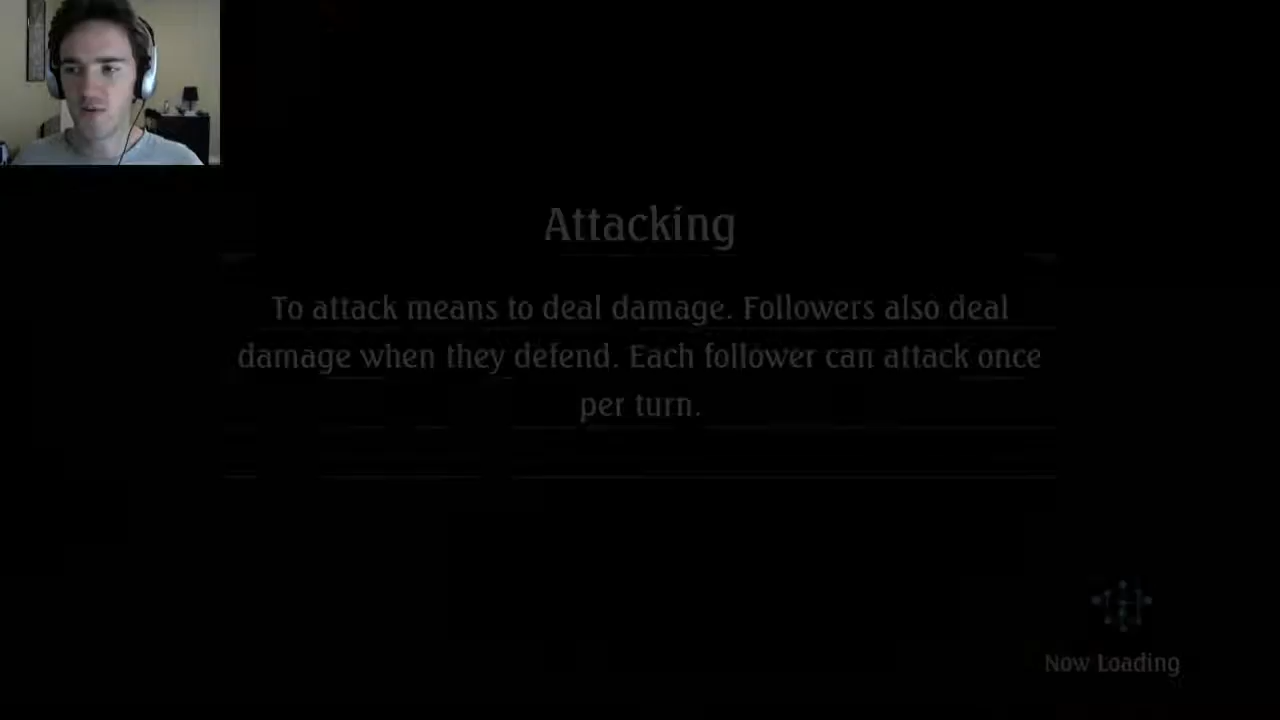 Attacking
To attack means to deal damage. Followers also deal
damage when they defend. Each follower can attack once
per turn.
Now Loading